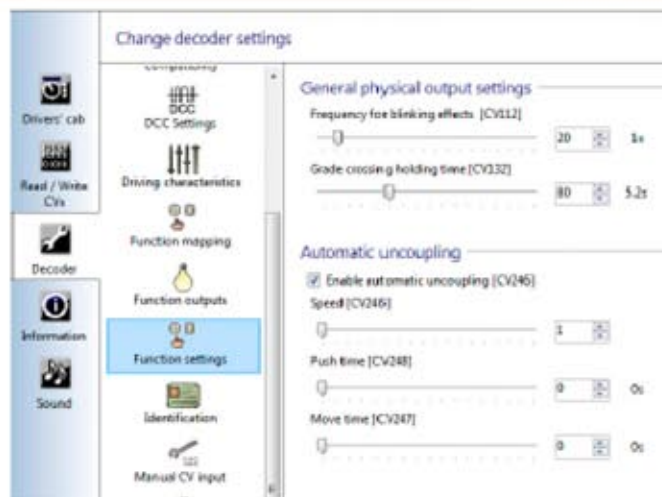 Change decoder settings
Drivers' cab
Read / Write
CVs
Decoder
Information
Sound
Compatibility
DCC
DCC Settings
Driving characteristics
Function mapping
Function outputs
Function settings
Identification
Manual CV input
General physical output settings
Frequency for blinking effects [CV112]
20 1s
Grade crossing holding time [CV132]
80 5.2s
Automatic uncoupling
Enable automatic uncoupling [CV246]
Speed [CV246]
1
Push time [CV248]
0 0s
Move time [CV247]
0 0s